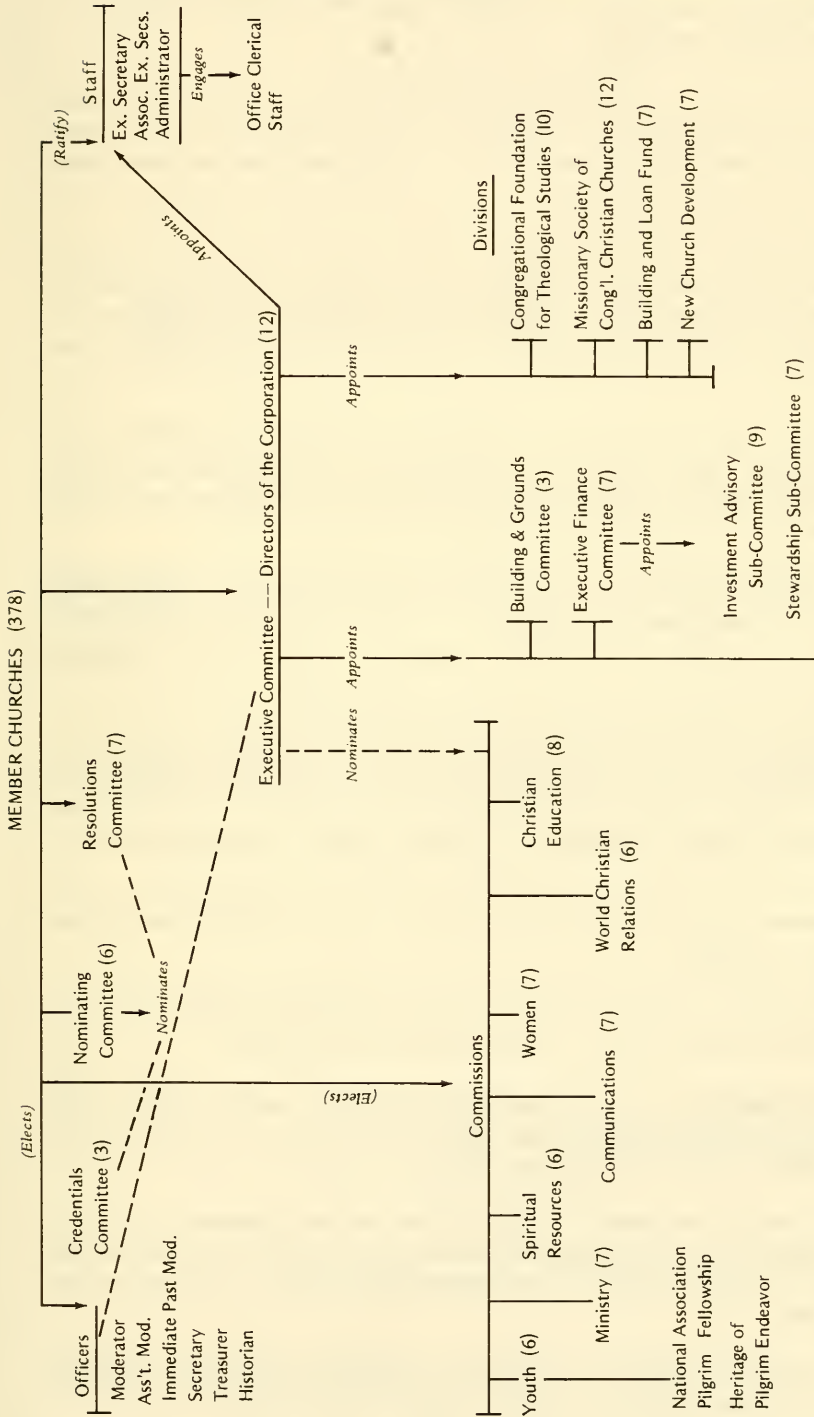 MEMBER CHURCHES (378)
(Elects)
(Ratify)
Officers
Moderator
Ass't. Mod.
Immediate Past Mod.
Secretary
Treasurer
Historian
Credentials
Committee (3)
Nominating
Committee (6)
Nominates
Resolutions
Committee (7)
Staff
Ex. Secretary
Assoc. Ex. Secs.
Administrator
Engages
Office Clerical
Staff
Appoints
Executive Committee — Directors of the Corporation (12)
(Elects)
Nominates
Appoints
Appoints
Commissions
Youth (6)
National Association
Pilgrim Fellowship
Heritage of
Pilgrim Endeavor
Ministry (7)
Spiritual
Resources (6)
Communications (7)
Women (7)
World Christian
Relations (6)
Christian
Education (8)
Building & Grounds
Committee (3)
Executive Finance
Committee (7)
Appoints
Investment Advisory
Sub-Committee (9)
Stewardship Sub-Committee (7)
Divisions
Congregational Foundation
for Theological Studies (10)
Missionary Society of
Cong'l. Christian Churches (12)
Building and Loan Fund (7)
New Church Development (7)